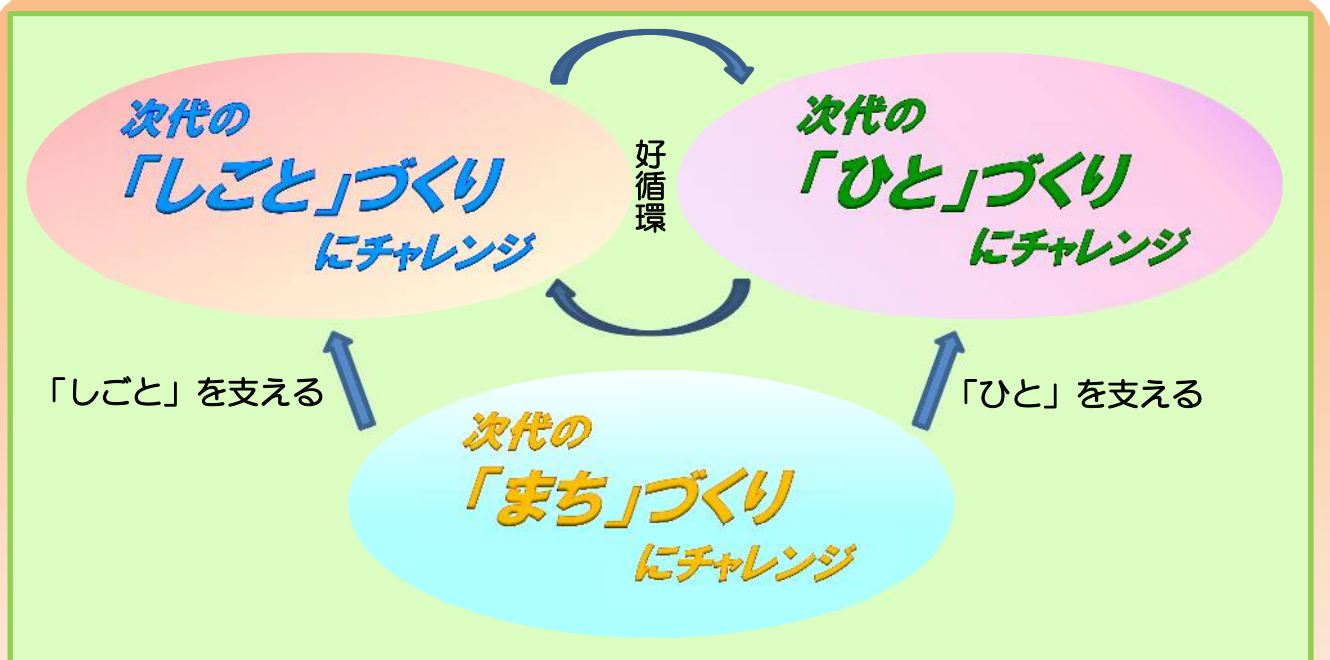 次代の
「しごと」づくり
にチャレンジ
好循環
次代の
「ひと」づくり
にチャレンジ
「しごと」を支える
「ひと」を支える
次代の
「まち」づくり
にチャレンジ